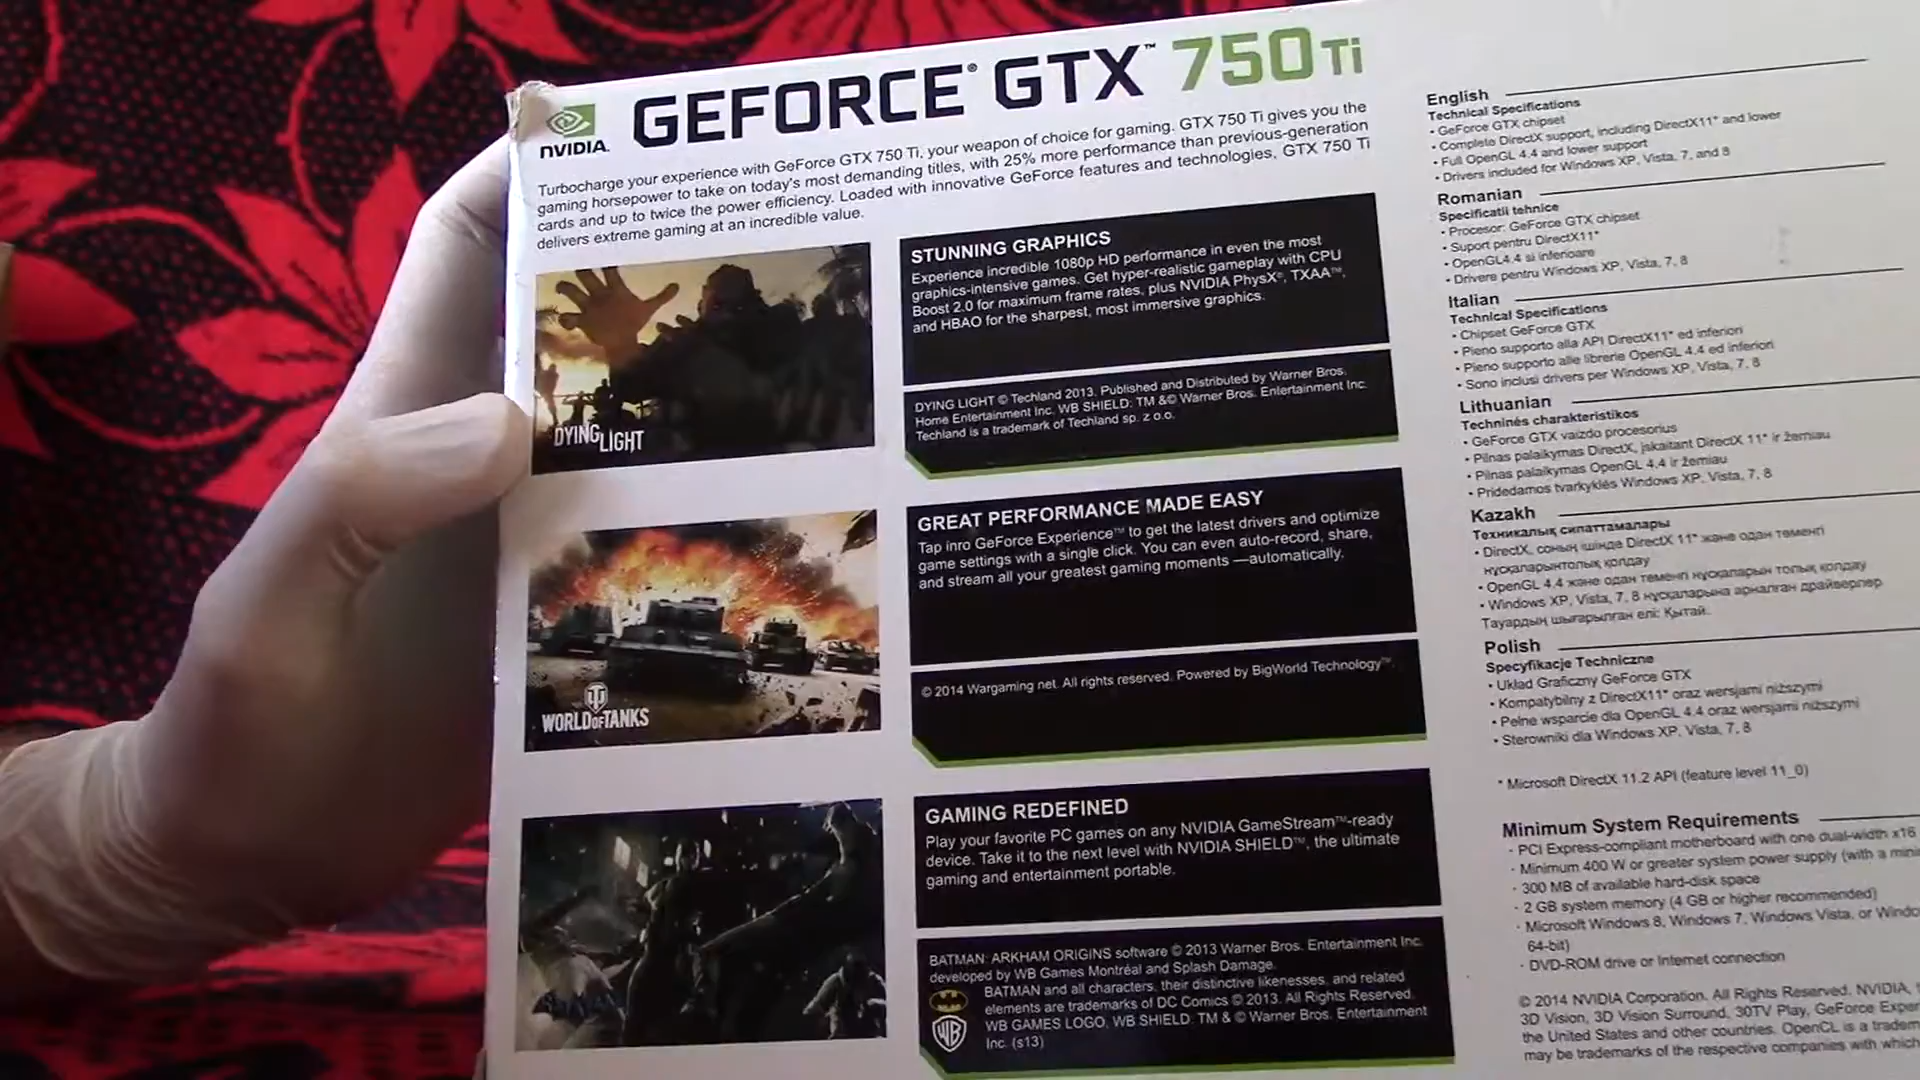 NVIDIA.
GEFORCE® GTX™ 750 Ti
Turbocharge your experience with GeForce GTX 750 Ti, your weapon of choice for gaming. GTX 750 Ti gives you the
gaming horsepower to take on today's most demanding titles, with 25% more performance than previous-generation
cards and up to twice the power efficiency. Loaded with innovative GeForce features and technologies, GTX 750 Ti
delivers extreme gaming at an incredible value.
DYING LIGHT
STUNNING GRAPHICS
Experience incredible 1080p HD performance in even the most
graphics-intensive games. Get hyper-realistic gameplay with CPU
Boost 2.0 for maximum frame rates, plus NVIDIA PhysX®, TXAA™,
and HBAO for the sharpest, most immersive graphics.
DYING LIGHT © Techland 2013. Published and Distributed by Warner Bros.
Home Entertainment Inc. WB SHIELD: TM &© Warner Bros. Entertainment Inc.
Techland is a trademark of Techland sp. z o.o.
WORLD OF TANKS
GREAT PERFORMANCE MADE EASY
Tap inro GeForce Experience™ to get the latest drivers and optimize
game settings with a single click. You can even auto-record, share,
and stream all your greatest gaming moments —automatically.
© 2014 Wargaming net. All rights reserved. Powered by BigWorld Technology™.
GAMING REDEFINED
Play your favorite PC games on any NVIDIA GameStream™-ready
device. Take it to the next level with NVIDIA SHIELD™, the ultimate
gaming and entertainment portable.
BATMAN: ARKHAM ORIGINS software © 2013 Warner Bros. Entertainment Inc.
developed by WB Games Montréal and Splash Damage.
BATMAN and all characters, their distinctive likenesses, and related
elements are trademarks of DC Comics © 2013. All Rights Reserved.
WB GAMES LOGO, WB SHIELD: TM & © Warner Bros. Entertainment
Inc. (s13)
WB
English
Technical Specifications
• GeForce GTX chipset
• Complete DirectX support, including DirectX11* and lower
• Full OpenGL 4.4 and lower support
• Drivers included for Windows XP, Vista, 7, and 8
Romanian
Specificatii tehnice
• Procesor: GeForce GTX chipset
• Suport pentru DirectX11*
• OpenGL4.4 si inferioare
• Drivere pentru Windows XP, Vista, 7, 8
Italian
Technical Specifications
• Chipset GeForce GTX
• Pieno supporto alla API DirectX11* ed inferiori
• Pieno supporto alle librerie OpenGL 4.4 ed inferiori
• Sono inclusi drivers per Windows XP, Vista, 7, 8
Lithuanian
Techninės charakteristikos
• GeForce GTX vaizdo procesorius
• Pilnas palaikymas DirectX, įskaitant DirectX 11* ir žemiau
• Pilnas palaikymas OpenGL 4.4 ir žemiau
• Pridedamos tvarkyklės Windows XP, Vista, 7, 8
Kazakh
Техникалық сипаттамалары
• DirectX, соның ішінде DirectX 11* және одан төменгі
нұсқаларынтолық қолдау
• OpenGL 4.4 және одан төменгі нұсқаларын толық қолдау
• Windows XP, Vista, 7, 8 нұсқаларына арналған драйверлер
Тауардың шығарылған елі: Қытай.
Polish
Specyfikacje Techniczne
• Układ Graficzny GeForce GTX
• Kompatybilny z DirectX11* oraz wersjami niższymi
• Pełne wsparcie dla OpenGL 4.4 oraz wersjami niższymi
• Sterowniki dla Windows XP, Vista, 7, 8
* Microsoft DirectX 11.2 API (feature level 11_0)
Minimum System Requirements
· PCI Express-compliant motherboard with one dual-width x16
· Minimum 400 W or greater system power supply (with a
· 300 MB of available hard-disk space
· 2 GB system memory (4 GB or higher recommended)
· Microsoft Windows 8, Windows 7, Windows Vista, or
64-bit)
· DVD-ROM drive or Internet connection
© 2014 NVIDIA Corporation. All Rights Reserved. NVIDIA,
3D Vision, 3D Vision Surround, 30TV Play, GeForce
the United States and other countries. OpenCL is a
may be trademarks of the respective companies with which